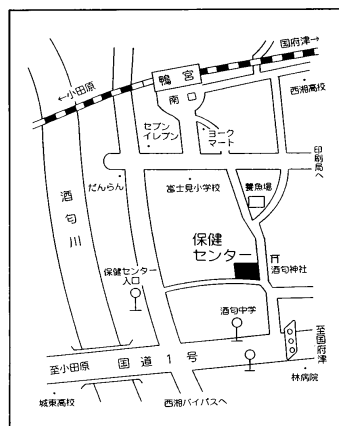 国府津→
鴨宮
←小田原
南口
西湘高校
セブン
イレブン
ヨーク
マート
印刷局へ
だんらん
富士見小学校
養魚場
酒匂川
保健
センター
酒匂神社
保健センター
入口
酒匂中学
至国府津
至小田原
国道1号
林病院
城東高校
西湘バイパスへ